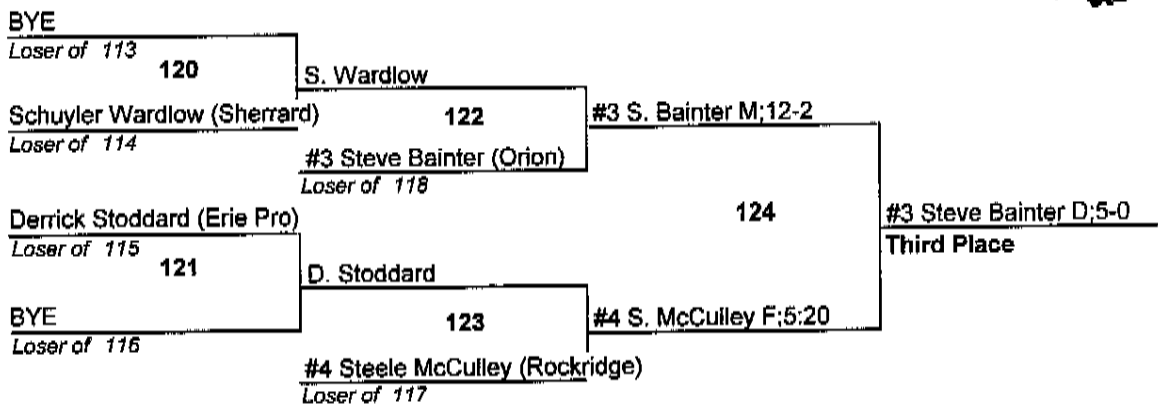 BYE
Loser of 113
120
S. Wardlow
Schuyler Wardlow (Sherrard)
Loser of 114
122
#3 S. Bainter M;12-2
#3 Steve Bainter (Orion)
Loser of 118
Derrick Stoddard (Erie Pro)
Loser of 115
124
#3 Steve Bainter D;5-0
Third Place
121
D. Stoddard
BYE
Loser of 116
123
#4 S. McCulley F;5:20
#4 Steele McCulley (Rockridge)
Loser of 117